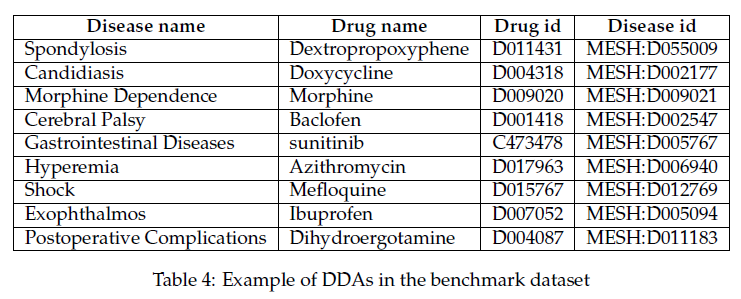 Disease name Drug name Drug id Disease id
Spondylosis Dextropropoxyphene D011431 MESH:D055009
Candidiasis Doxycycline D004318 MESH:D002177
Morphine Dependence Morphine D009020 MESH:D009021
Cerebral Palsy Baclofen D001418 MESH:D002547
Gastrointestinal Diseases sunitinib C473478 MESH:D005767
Hyperemia Azithromycin D017963 MESH:D006940
Shock Mefloquine D015767 MESH:D012769
Exophthalmos Ibuprofen D007052 MESH:D005094
Postoperative Complications Dihydroergotamine D004087 MESH:D011183
Table 4: Example of DDAs in the benchmark dataset